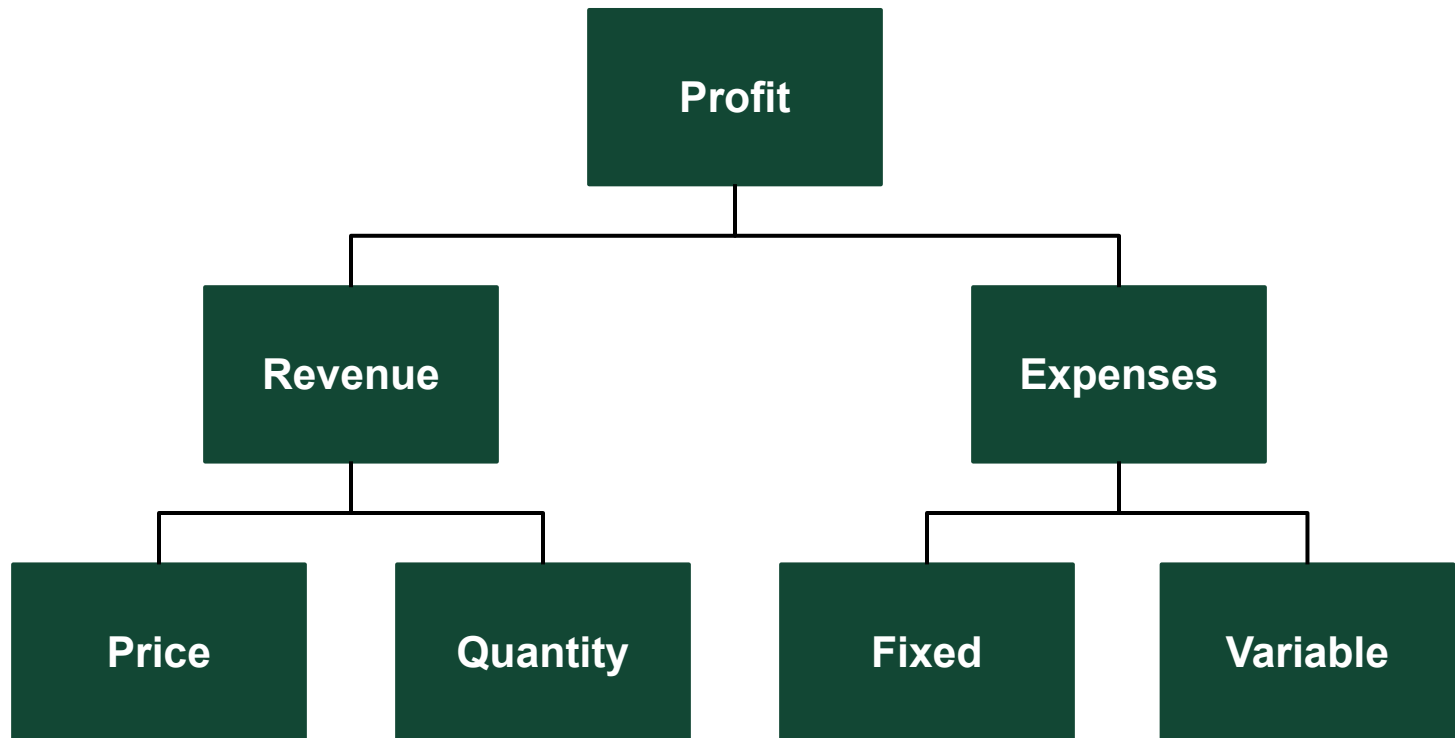 Profit
Revenue
Expenses
Price
Quantity
Fixed
Variable